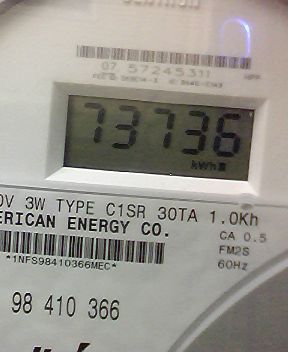 07 57245311
73736
kWh
0V 3W TYPE C1SR 30TA 1.0Kh
ERICAN ENERGY CO.
CA 0.5
FM2S
*1NFS98410366MEC*
60Hz
98 410 366